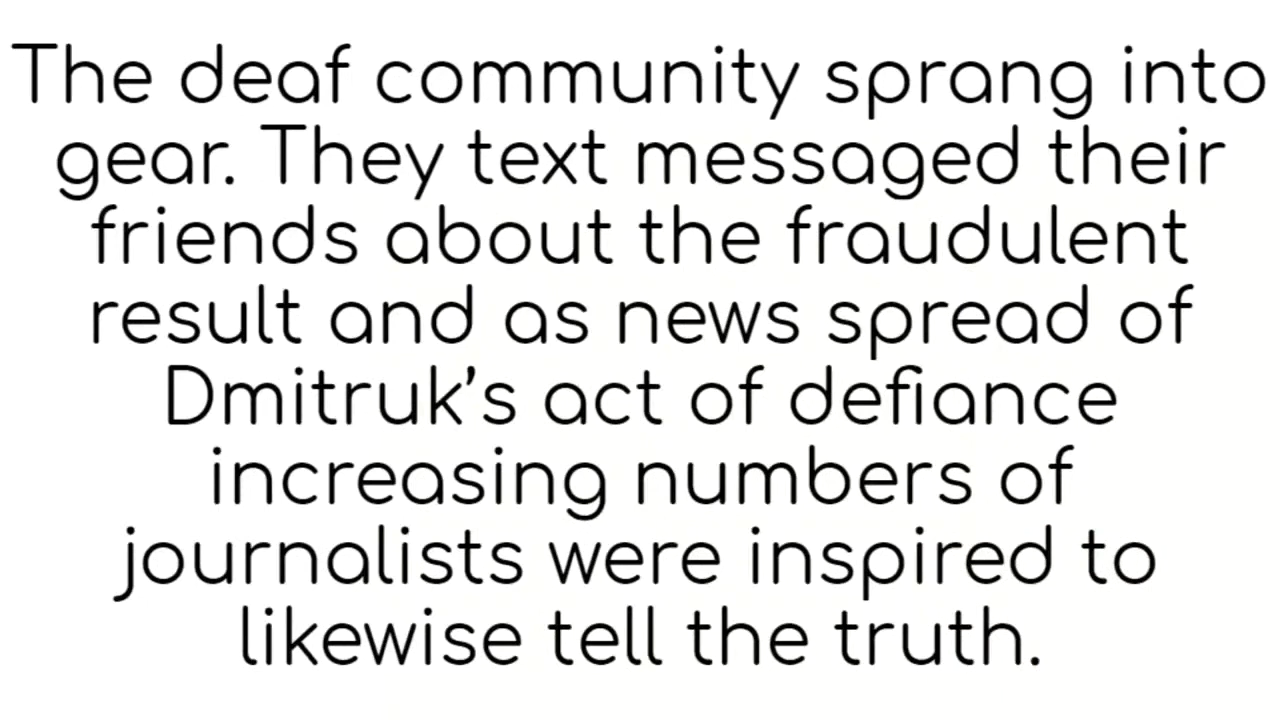 The deaf community sprang into
gear. They text messaged their
friends about the fraudulent
result and as news spread of
Dmitruk’s act of defiance
increasing numbers of
journalists were inspired to
likewise tell the truth.